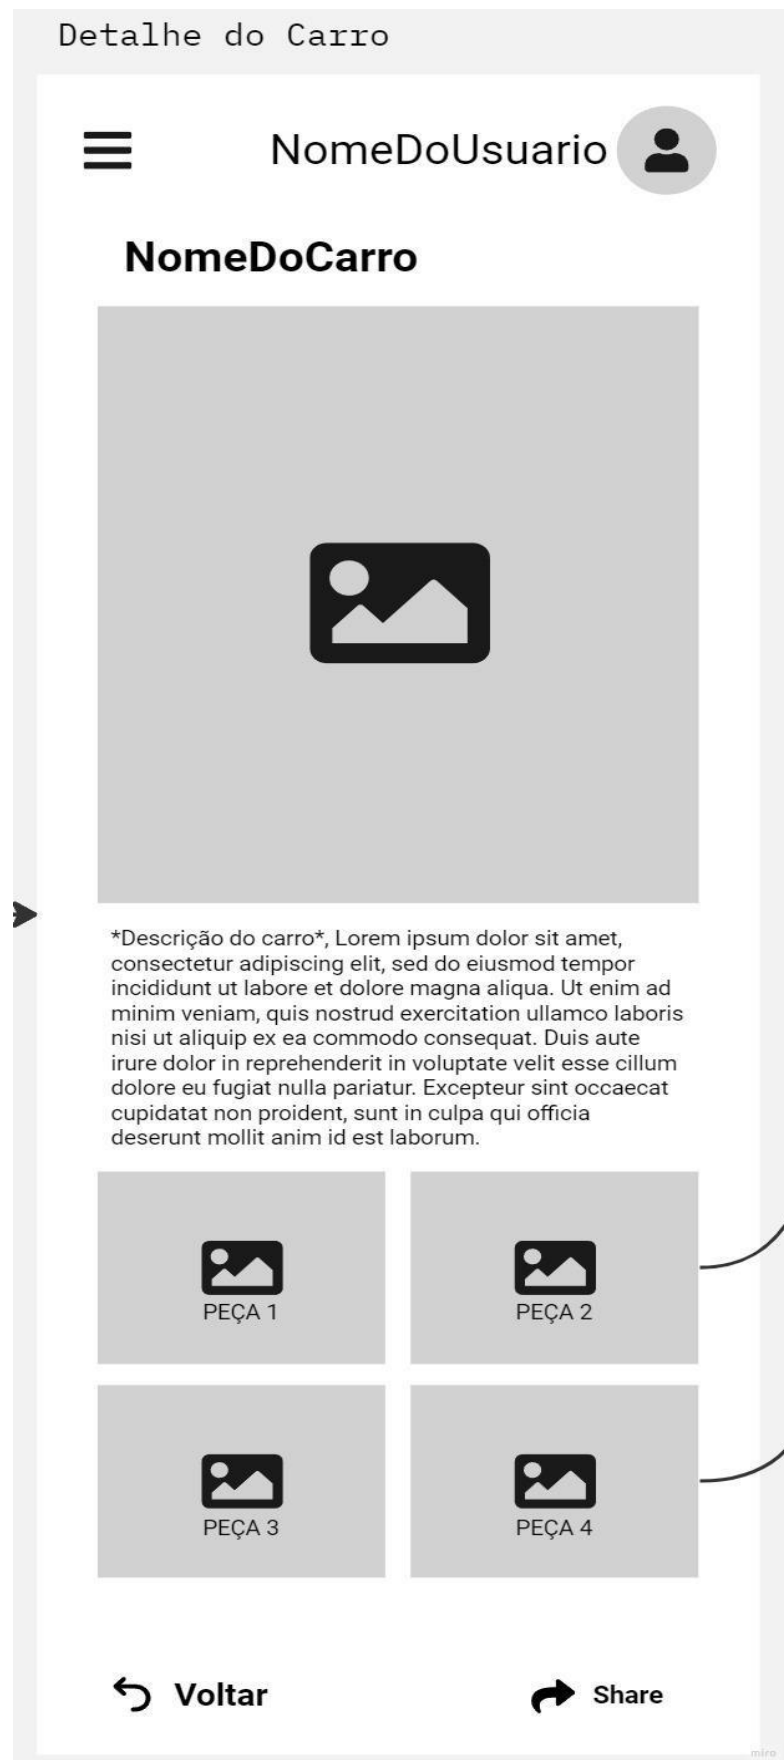 Detalhe do Carro
NomeDoUsuario
NomeDoCarro
*Descrição do carro*, Lorem ipsum dolor sit amet,
consectetur adipiscing elit, sed do eiusmod tempor
incididunt ut labore et dolore magna aliqua. Ut enim ad
minim veniam, quis nostrud exercitation ullamco laboris
nisi ut aliquip ex ea commodo consequat. Duis aute
irure dolor in reprehenderit in voluptate velit esse cillum
dolore eu fugiat nulla pariatur. Excepteur sint occaecat
cupidatat non proident, sunt in culpa qui officia
deserunt mollit anim id est laborum.
PEÇA 1
PEÇA 2
PEÇA 3
PEÇA 4
Voltar
Share
miro